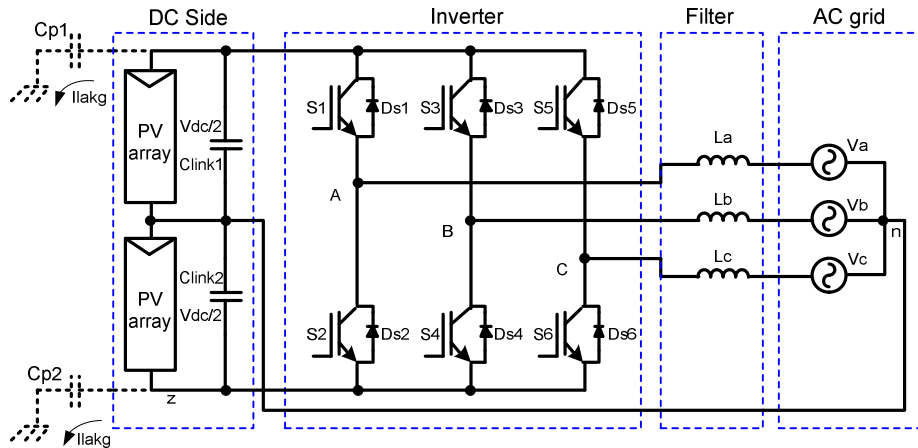 DC Side
Inverter
Filter
AC grid
Cp1
Ilakg
PV
array
Vdc/2
Clink1
S1
Ds1
S3
Ds3
S5
Ds5
A
B
C
La
Lb
Lc
Va
Vb
Vc
n
PV
array
Clink2
Vdc/2
S2
Ds2
S4
Ds4
S6
Ds6
Cp2
z
Ilakg